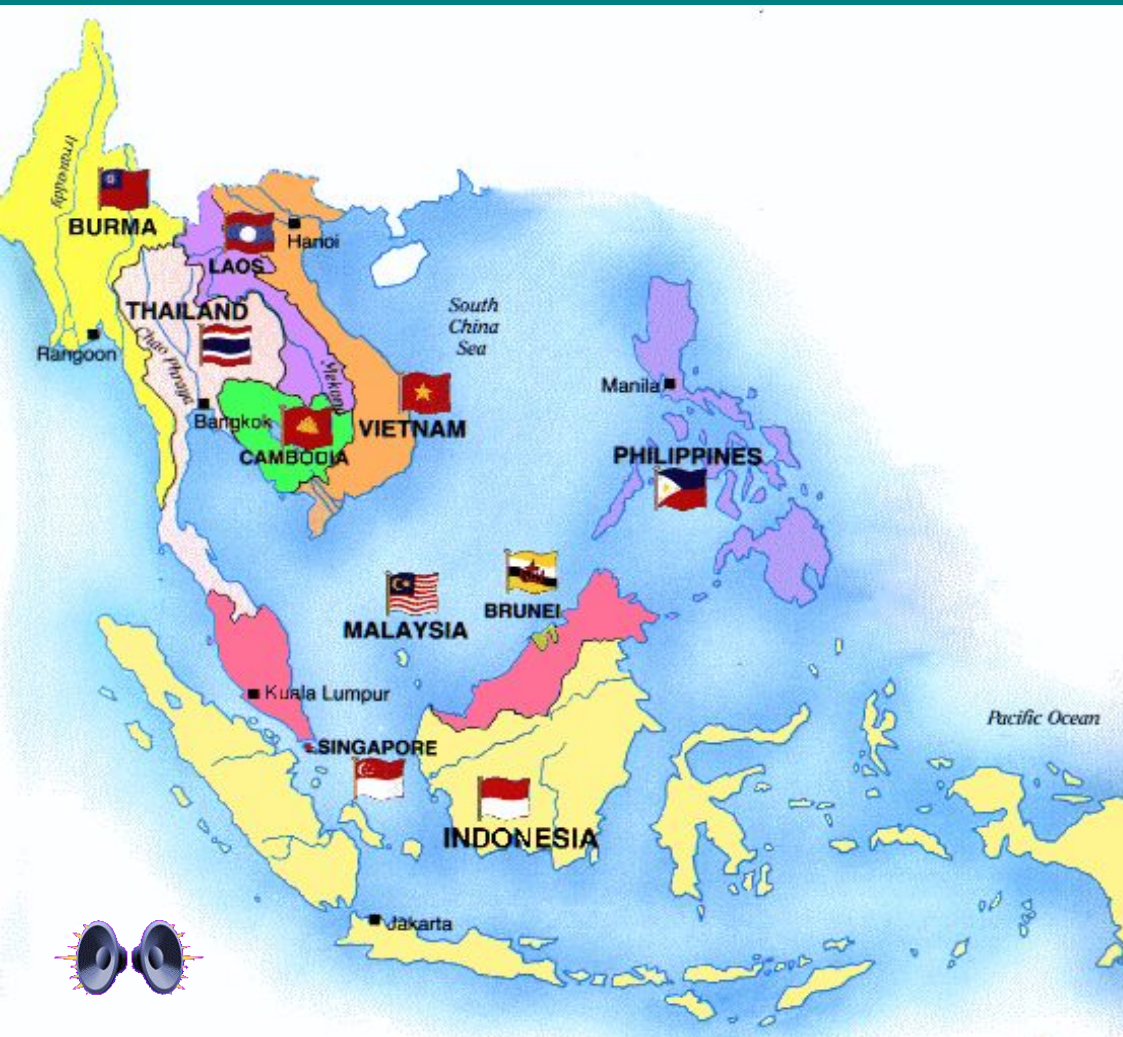 Irrawaddy
BURMA
Hanoi
LAOS
THAILAND
South
China
Sea
Rangoon
Chao Phraya
Mekong
Manila
Bangkok
VIETNAM
CAMBODIA
PHILIPPINES
BRUNEI
MALAYSIA
Kuala Lumpur
Pacific Ocean
SINGAPORE
INDONESIA
Jakarta